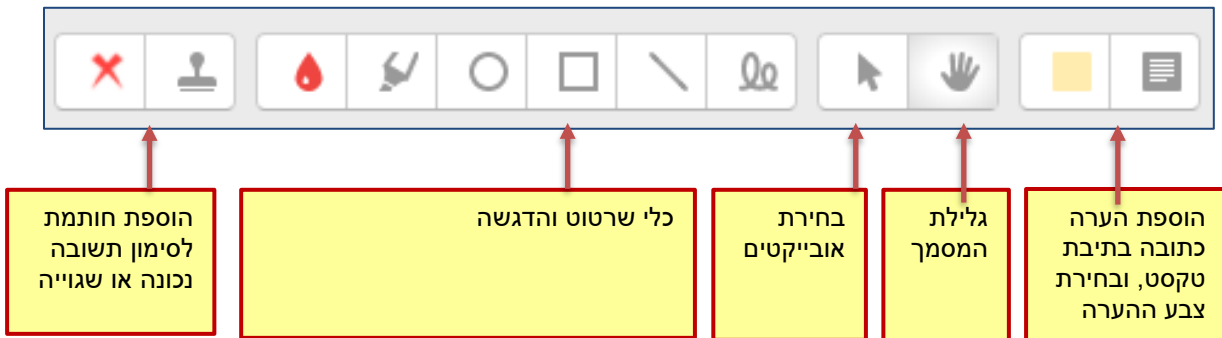 הוספת הערה
כתובה בתיבת
טקסט, ובחירת
צבע ההערה
גלילת
המסמך
בחירת
אובייקטים
כלי שרטוט והדגשה
הוספת חותמת
לסימון תשובה
נכונה או שגוייה